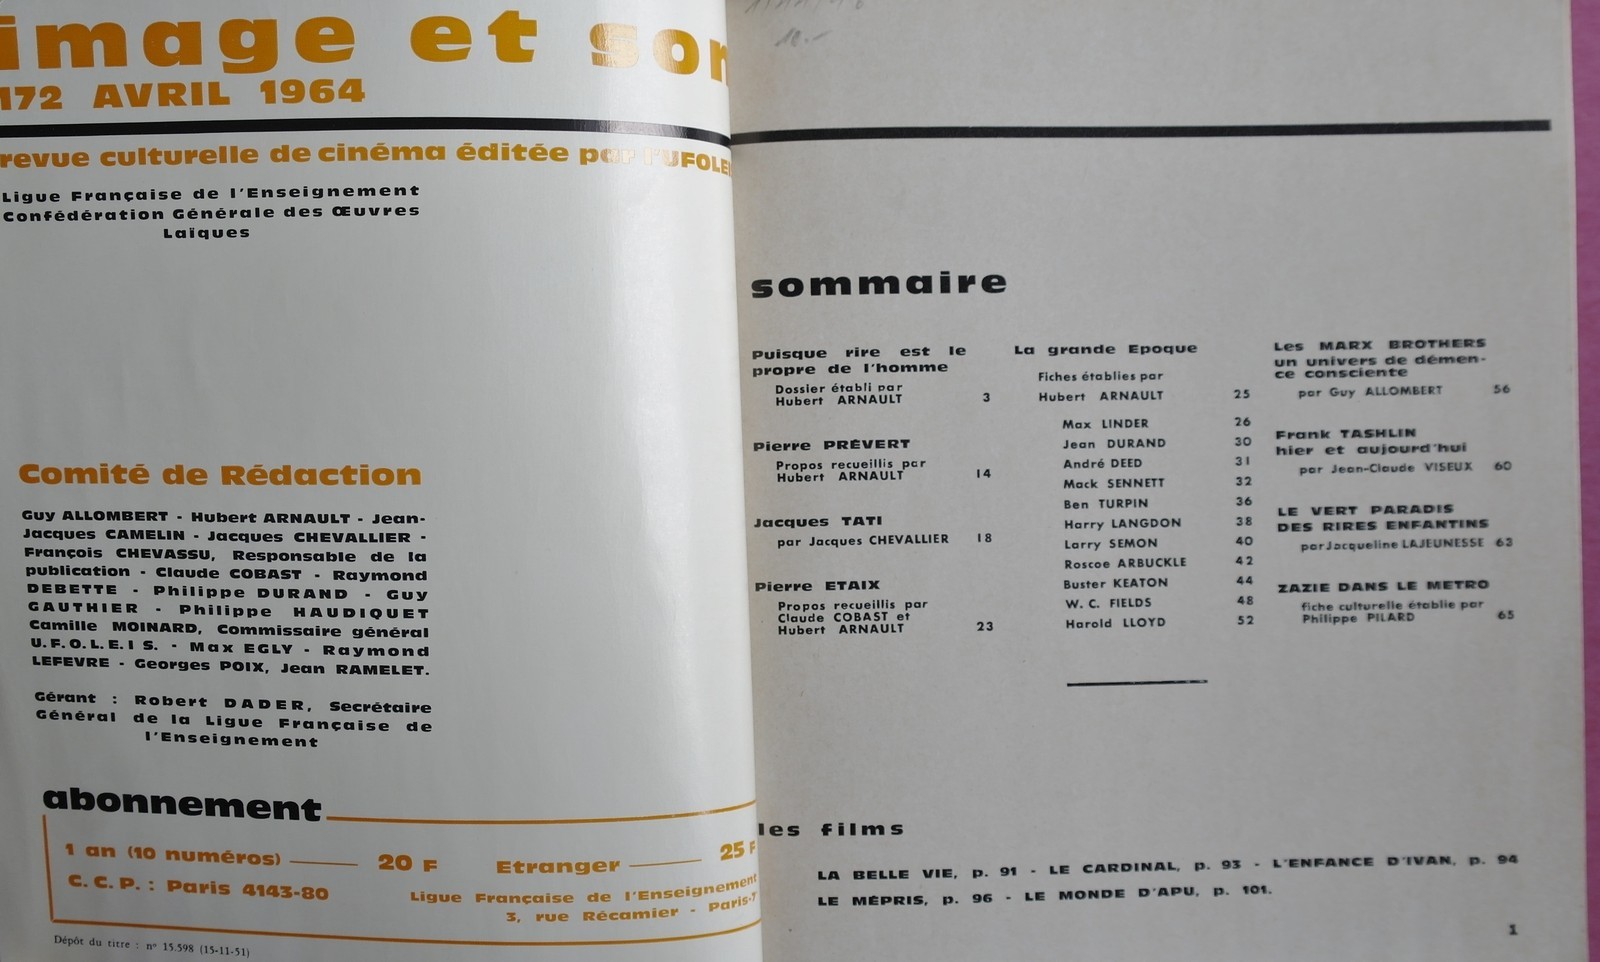 image et son
172 AVRIL 1964
revue culturelle de cinéma éditée par l'UFOLE
Ligue Française de l'Enseignement
Confédération Générale des Œuvres
Laïques
Comité de Rédaction
Guy ALLOMBERT - Hubert ARNAULT - Jean-
Jacques CAMELIN - Jacques CHEVALLIER -
François CHEVASSU, Responsable de la
publication - Claude COBAST - Raymond
DEBETTE - Philippe DURAND - Guy
GAUTHIER - Philippe HAUDIQUET
Camille MOINARD, Commissaire général
U.F.O.L.E.I S. - Max EGLY - Raymond
LEFEVRE - Georges POIX, Jean RAMELET.
Gérant : Robert DADER, Secrétaire
Général de la Ligue Française de
l'Enseignement
abonnement
1 an (10 numéros) 20 F Etranger 25 F
C.C.P. : Paris 4143-80
Ligue Française de l'Enseignement
3, rue Récamier - Paris-7
Dépôt du titre : n° 15.598 (15-11-51)
10.-
sommaire
Puisque rire est le
propre de l'homme
Dossier établi par
Hubert ARNAULT 3
Pierre PRÉVERT
Propos recueillis par
Hubert ARNAULT 14
Jacques TATI
par Jacques CHEVALLIER 18
Pierre ETAIX
Propos recueillis par
Claude COBAST et
Hubert ARNAULT 23
La grande Epoque
Fiches établies par
Hubert ARNAULT 25
Max LINDER 26
Jean DURAND 30
André DEED 31
Mack SENNETT 32
Ben TURPIN 36
Harry LANGDON 38
Larry SEMON 40
Roscoe ARBUCKLE 42
Buster KEATON 44
W.C. FIELDS 48
Harold LLOYD 52
Les MARX BROTHERS
un univers de démen-
ce consciente
par Guy ALLOMBERT 56
Frank TASHLIN
hier et aujourd'hui
par Jean-Claude VISEUX 60
LE VERT PARADIS
DES RIRES ENFANTINS
par Jacqueline LAJEUNESSE 63
ZAZIE DANS LE METRO
fiche culturelle établie par
Philippe PILARD 65
les films
LA BELLE VIE, p. 91 - LE CARDINAL, p. 93 - L'ENFANCE D'IVAN, p. 94
LE MÉPRIS, p. 96 - LE MONDE D'APU, p. 101.
1